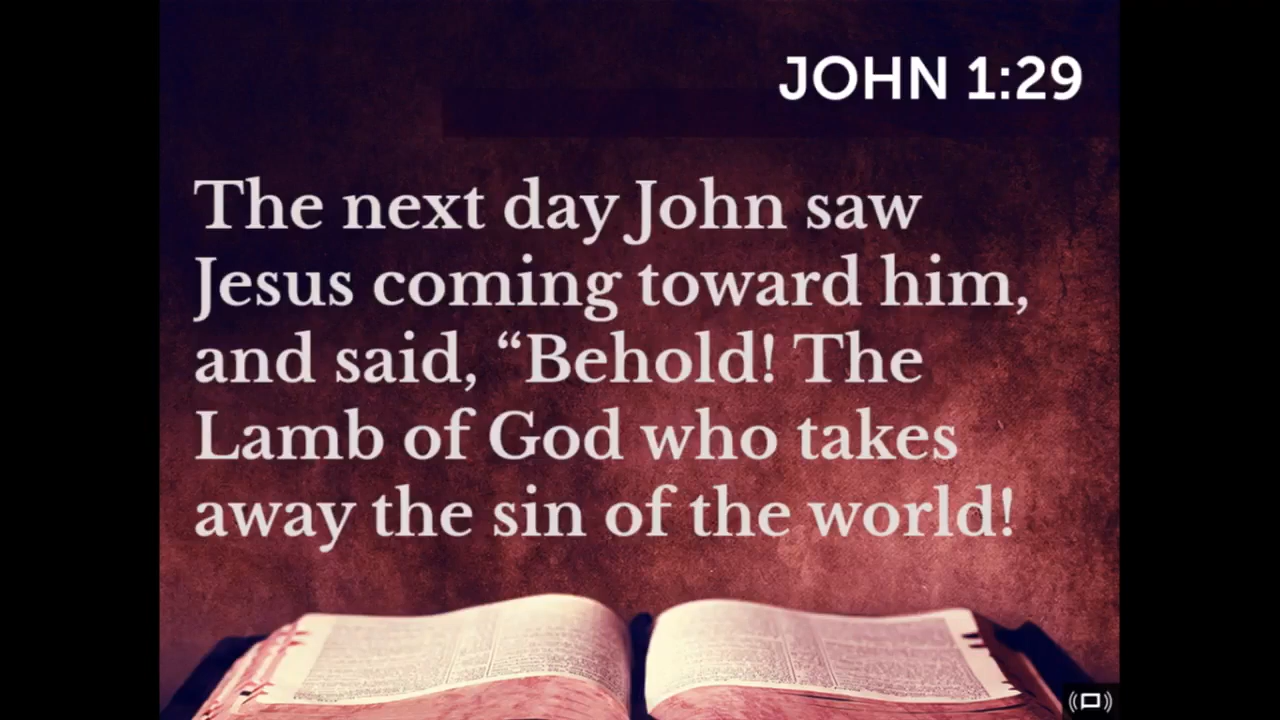 JOHN 1:29
The next day John saw
Jesus coming toward him,
and said, “Behold! The
Lamb of God who takes
away the sin of the world!